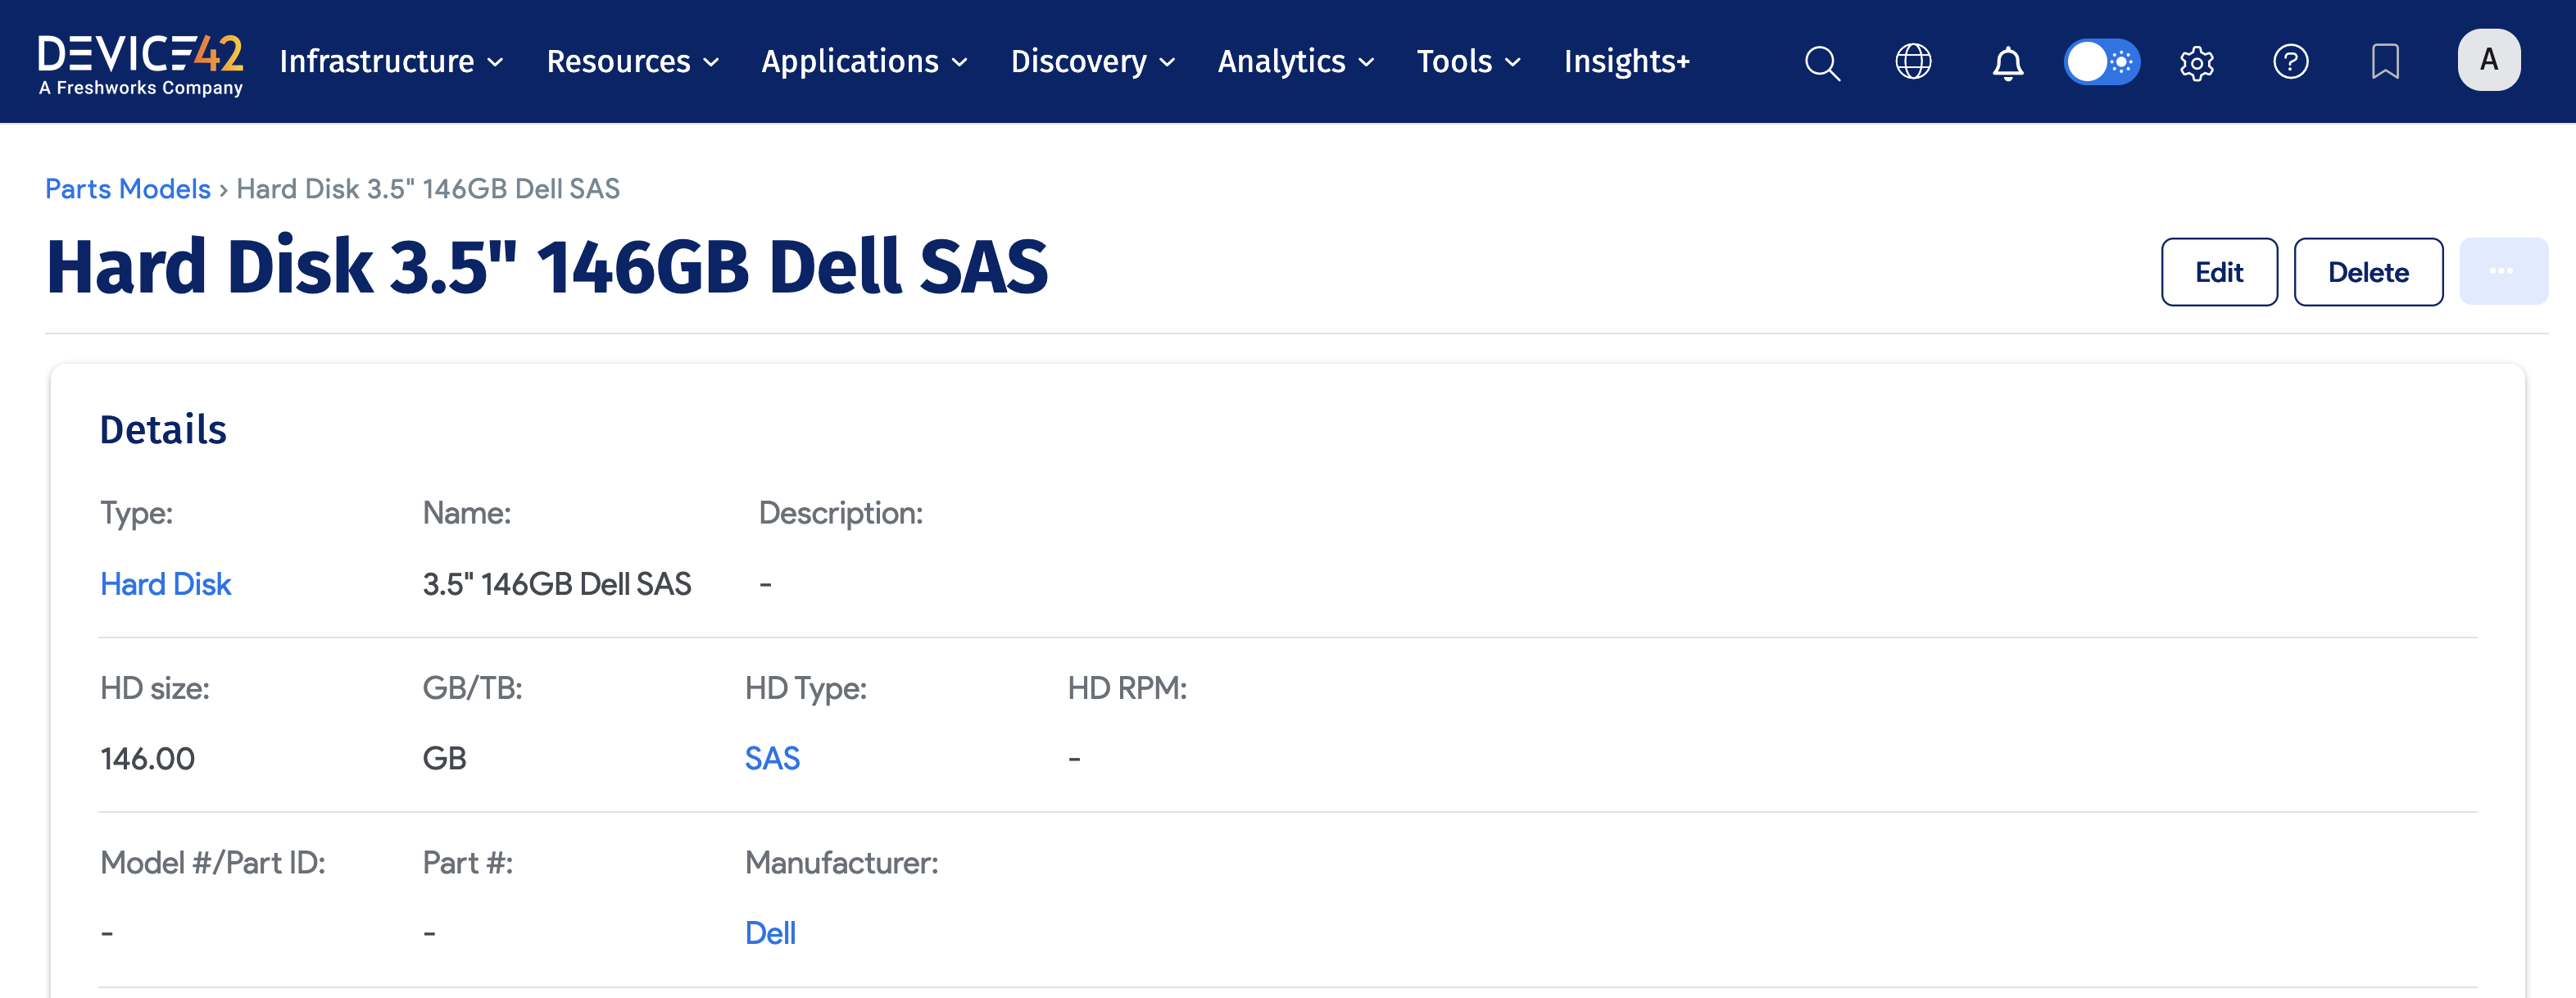 DEVICE42 Infrastructure Resources Applications Discovery Analytics Tools Insights+ A
A Freshworks Company
Parts Models › Hard Disk 3.5" 146GB Dell SAS
Hard Disk 3.5" 146GB Dell SAS Edit Delete ...
Details
Type: Name: Description:
Hard Disk 3.5" 146GB Dell SAS -
HD size: GB/TB: HD Type: HD RPM:
146.00 GB SAS -
Model #/Part ID: Part #: Manufacturer:
- - Dell